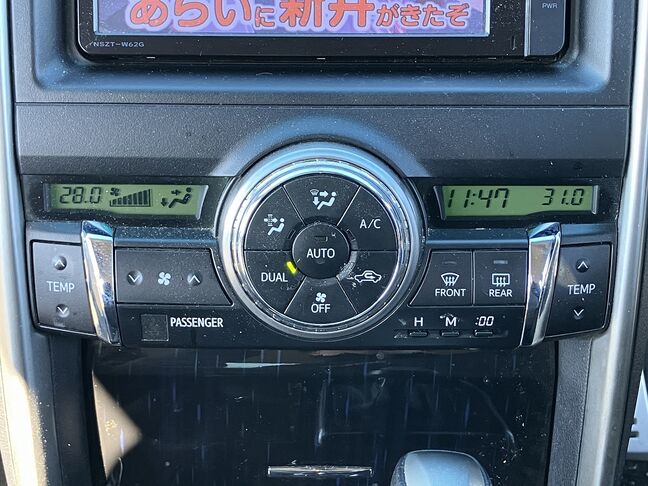 あらいに新井がきたぞ
PWR
NSZT-W62G
28.0
11:47 31.0
A/C
AUTO
DUAL
OFF
TEMP
FRONT
REAR
TEMP
PASSENGER
H M :00